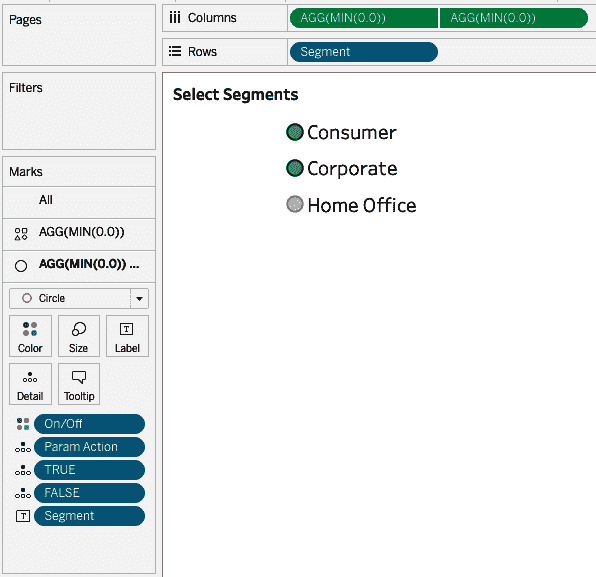 Pages
Columns
AGG(MIN(0.0))
AGG(MIN(0.0))
Rows
Segment
Filters
Marks
All
AGG(MIN(0.0))
AGG(MIN(0.0)) ...
Circle
Color
Size
T
Label
Detail
Tooltip
On/Off
Param Action
TRUE
FALSE
T
Segment
Select Segments
Consumer
Corporate
Home Office